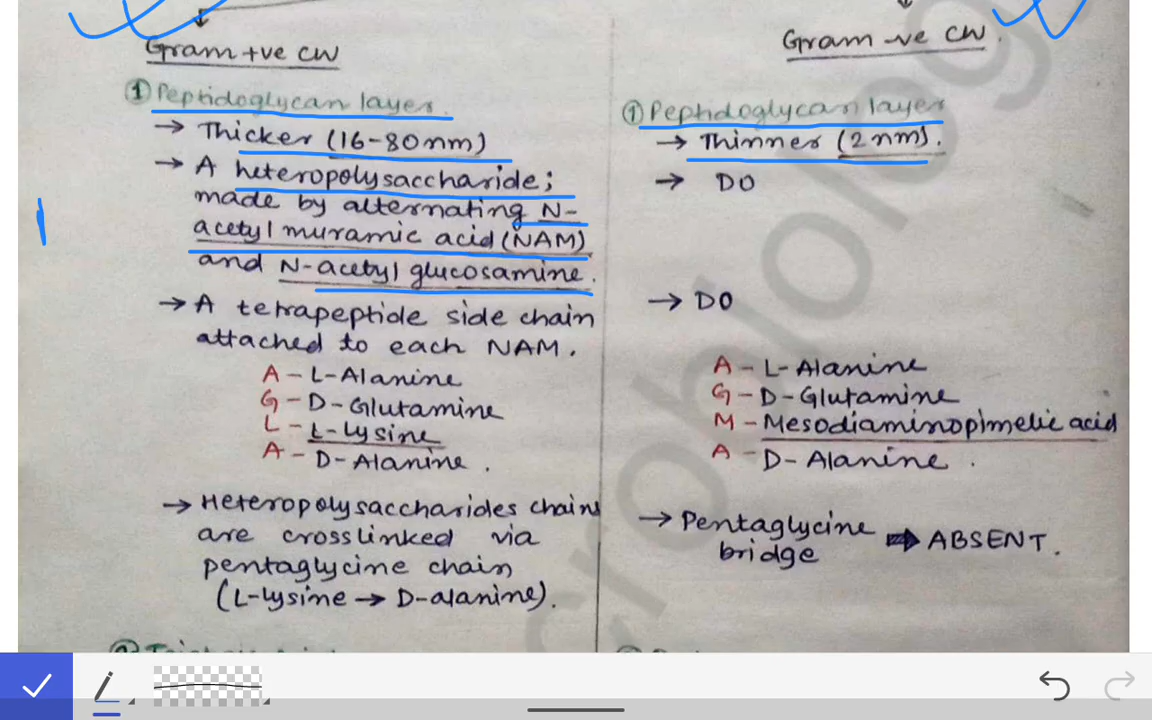 Gram +ve CW
① Peptidoglycan layer.
→ Thicker (16-80nm)
→ A heteropolysaccharide;
made by alternating N-
acetyl muramic acid (NAM)
and N-acetyl glucosamine.
→ A tetrapeptide side chain
attached to each NAM.
A - L-Alanine
G - D-Glutamine
L - L-lysine
A - D-Alanine.
→ Heteropolysaccharides chains
are crosslinked via
pentaglycine chain
(L-lysine → D-alanine).
Gram -ve CW.
① Peptidoglycan layer
→ Thinner (2nm).
→ DO
→ DO
A - L-Alanine
G - D-Glutamine
M - Mesodiaminopimelic acid
A - D-Alanine.
→ Pentaglycine
bridge ⇒ ABSENT.